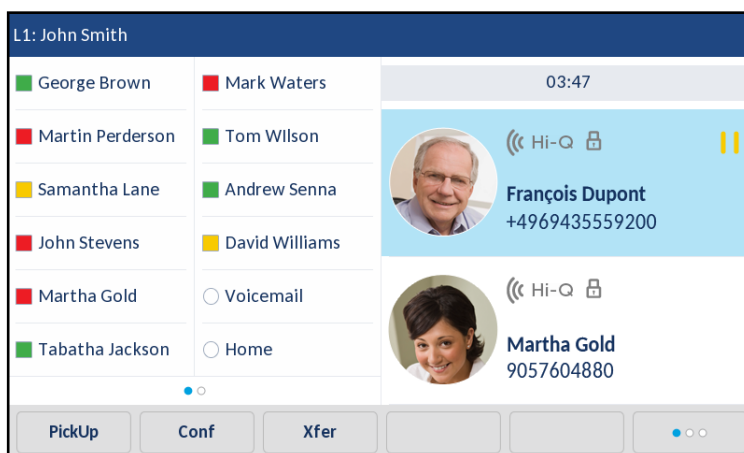 L1: John Smith
George Brown
Mark Waters
Martin Perderson
Tom WIlson
Samantha Lane
Andrew Senna
John Stevens
David Williams
Martha Gold
Voicemail
Tabatha Jackson
Home
03:47
Hi-Q
François Dupont
+4969435559200
Hi-Q
Martha Gold
9057604880
PickUp
Conf
Xfer